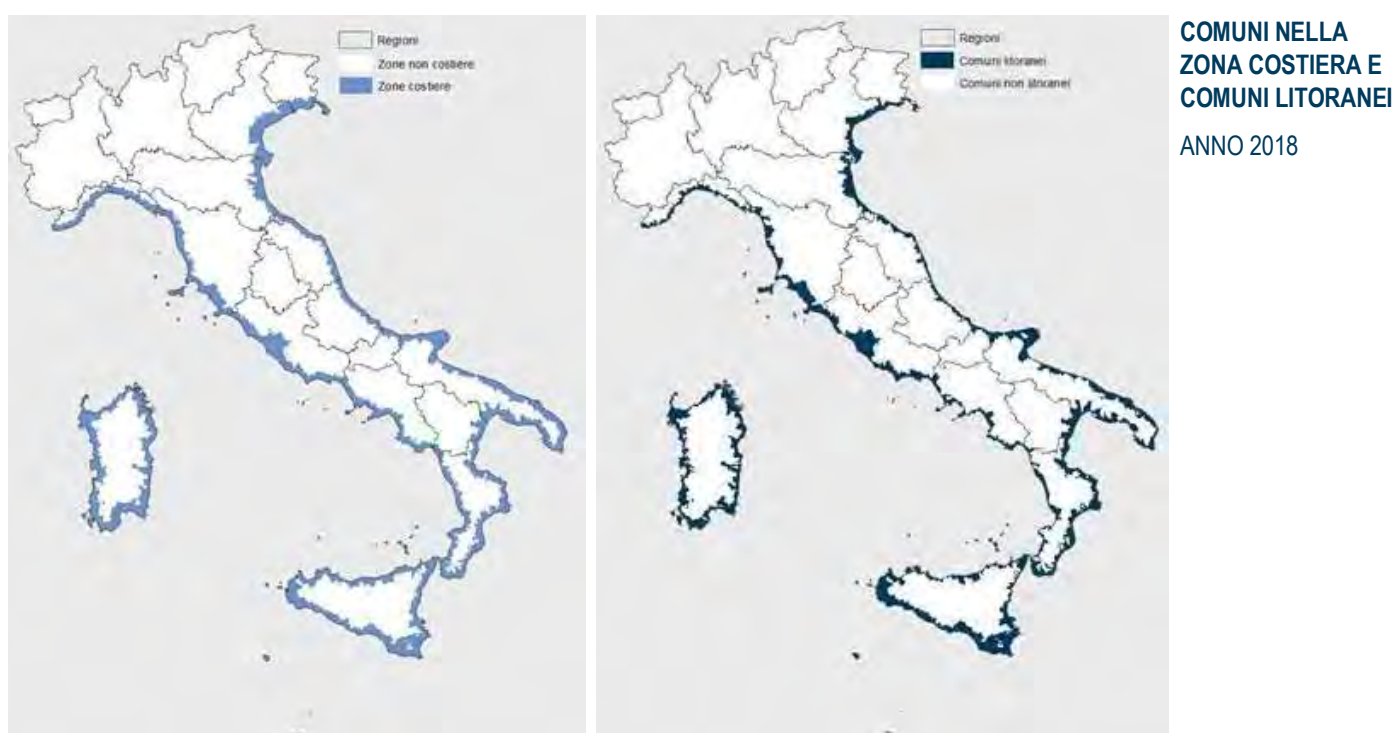 Regioni
Zone non costiere
Zone costiere
Regioni
Comuni litoranei
Comuni non litoranei
COMUNI NELLA
ZONA COSTIERA E
COMUNI LITORANEI
ANNO 2018